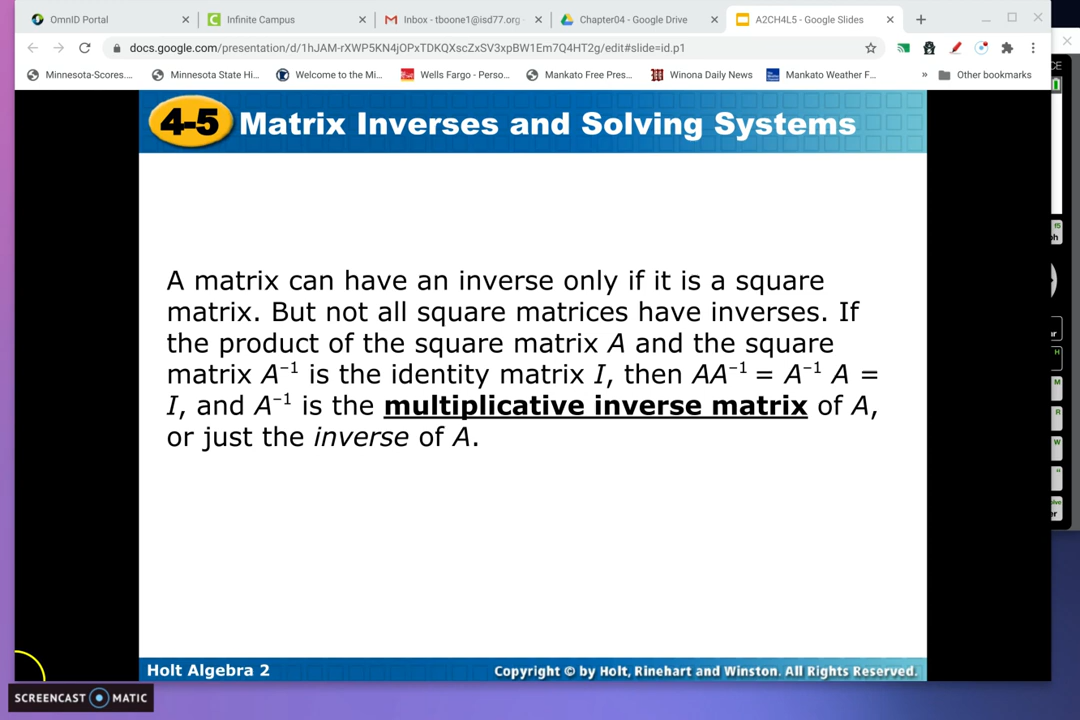 OmnID Portal
Infinite Campus
Inbox - tboone1@isd77.org -
Chapter04 - Google Drive
A2CH4L5 - Google Slides
docs.google.com/presentation/d/1hJAM-rXWP5KN4jOPxTDKQXscZxSV3xpBW1Em7Q4HT2g/edit#slide=id.p1
Minnesota-Scores....
Minnesota State Hi...
Welcome to the Mi...
Wells Fargo - Perso...
Mankato Free Pres...
Winona Daily News
Mankato Weather F...
»
Other bookmarks
CE
4-5 Matrix Inverses and Solving Systems
A matrix can have an inverse only if it is a square
matrix. But not all square matrices have inverses. If
the product of the square matrix A and the square
matrix A⁻¹ is the identity matrix I, then AA⁻¹ = A⁻¹ A =
I, and A⁻¹ is the multiplicative inverse matrix of A,
or just the inverse of A.
f5
H
M
R
W
Holt Algebra 2
Copyright © by Holt, Rinehart and Winston. All Rights Reserved.
SCREENCAST MATIC